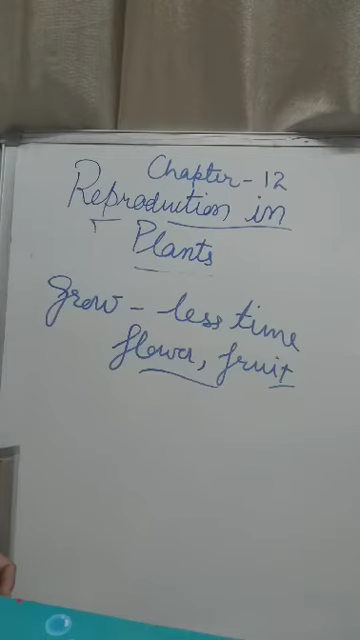 Chapter - 12
Reproduction in
Plants
Grow - less time
flower, fruit